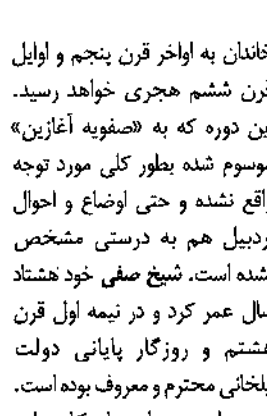 خاندان به اواخر قرن پنجم و اوایل
قرن ششم هجری خواهد رسید.
این دوره که به «صفویه آغازین»
موسوم شده بطور کلی مورد توجه
واقع نشده و حتی اوضاع و احوال
ردبیل هم به درستی مشخص
نشده است. شیخ صفی خود هشتاد
سال عمر کرد و در نیمه اول قرن
هشتم و روزگار پایانی دولت
یلخانی محترم و معروف بوده است.